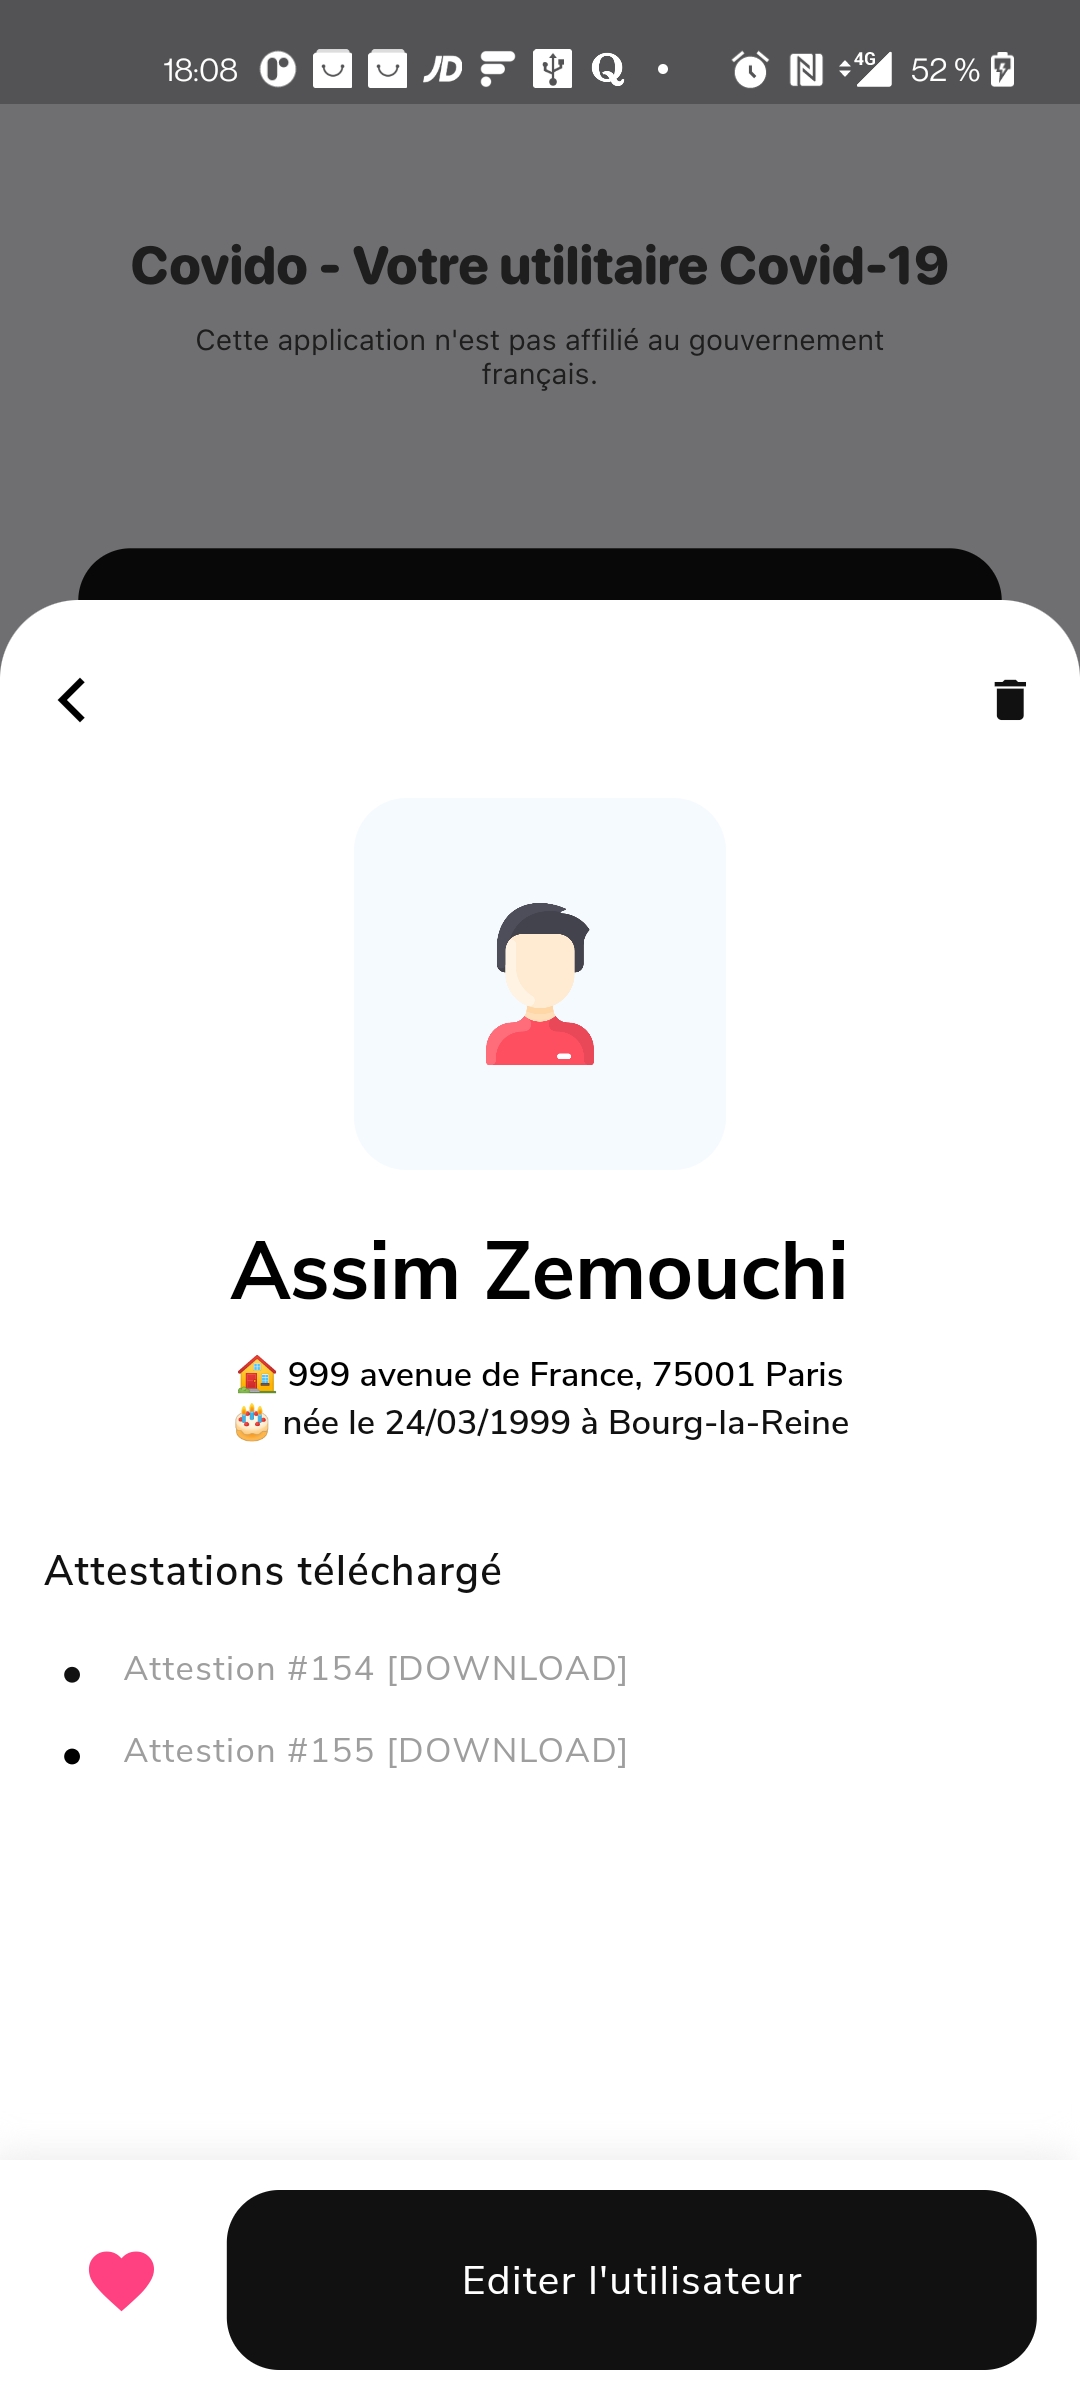 18:08 JD Q 4G 52 %
Covido - Votre utilitaire Covid-19
Cette application n'est pas affilié au gouvernement
français.
Assim Zemouchi
999 avenue de France, 75001 Paris
née le 24/03/1999 à Bourg-la-Reine
Attestations téléchargé
Attestion #154 [DOWNLOAD]
Attestion #155 [DOWNLOAD]
Editer l'utilisateur